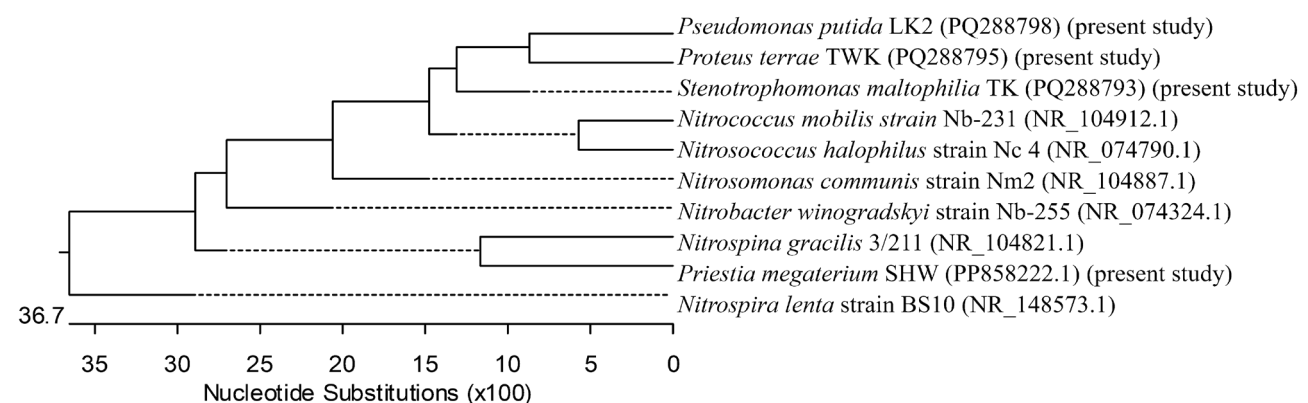 Pseudomonas putida LK2 (PQ288798) (present study)
Proteus terrae TWK (PQ288795) (present study)
Stenotrophomonas maltophilia TK (PQ288793) (present study)
Nitrococcus mobilis strain Nb-231 (NR_104912.1)
Nitrosococcus halophilus strain Nc 4 (NR_074790.1)
Nitrosomonas communis strain Nm2 (NR_104887.1)
Nitrobacter winogradskyi strain Nb-255 (NR_074324.1)
Nitrospina gracilis 3/211 (NR_104821.1)
Priestia megaterium SHW (PP858222.1) (present study)
Nitrospira lenta strain BS10 (NR_148573.1)
36.7
35 30 25 20 15 10 5 0
Nucleotide Substitutions (x100)